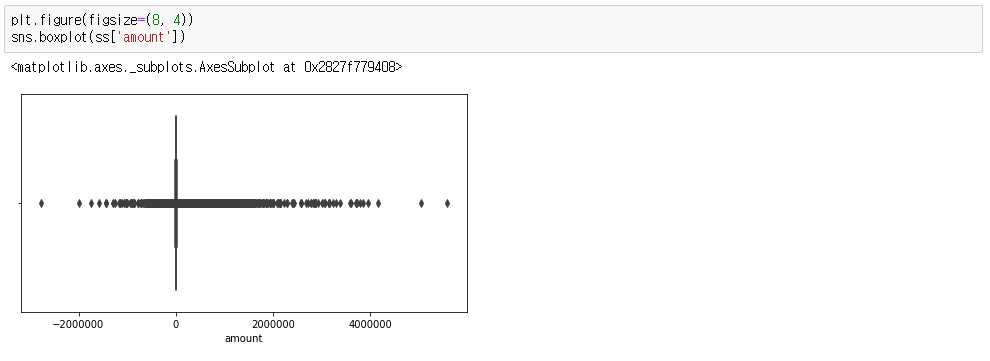 plt.figure(figsize=(8, 4))
sns.boxplot(ss['amount'])
<matplotlib.axes._subplots.AxesSubplot at 0x2827f779408>
−2000000 0 2000000 4000000
amount